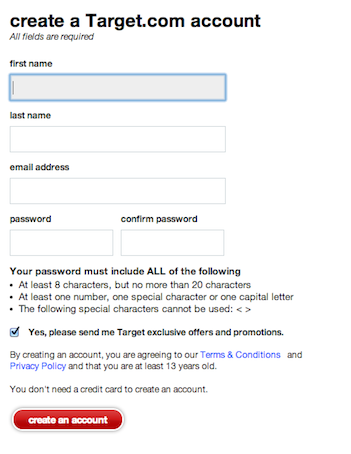 create a Target.com account
All fields are required
first name
last name
email address
password confirm password
Your password must include ALL of the following
• At least 8 characters, but no more than 20 characters
• At least one number, one special character or one capital letter
• The following special characters cannot be used: < >
Yes, please send me Target exclusive offers and promotions.
By creating an account, you are agreeing to our Terms & Conditions and
Privacy Policy and that you are at least 13 years old.
You don't need a credit card to create an account.
create an account